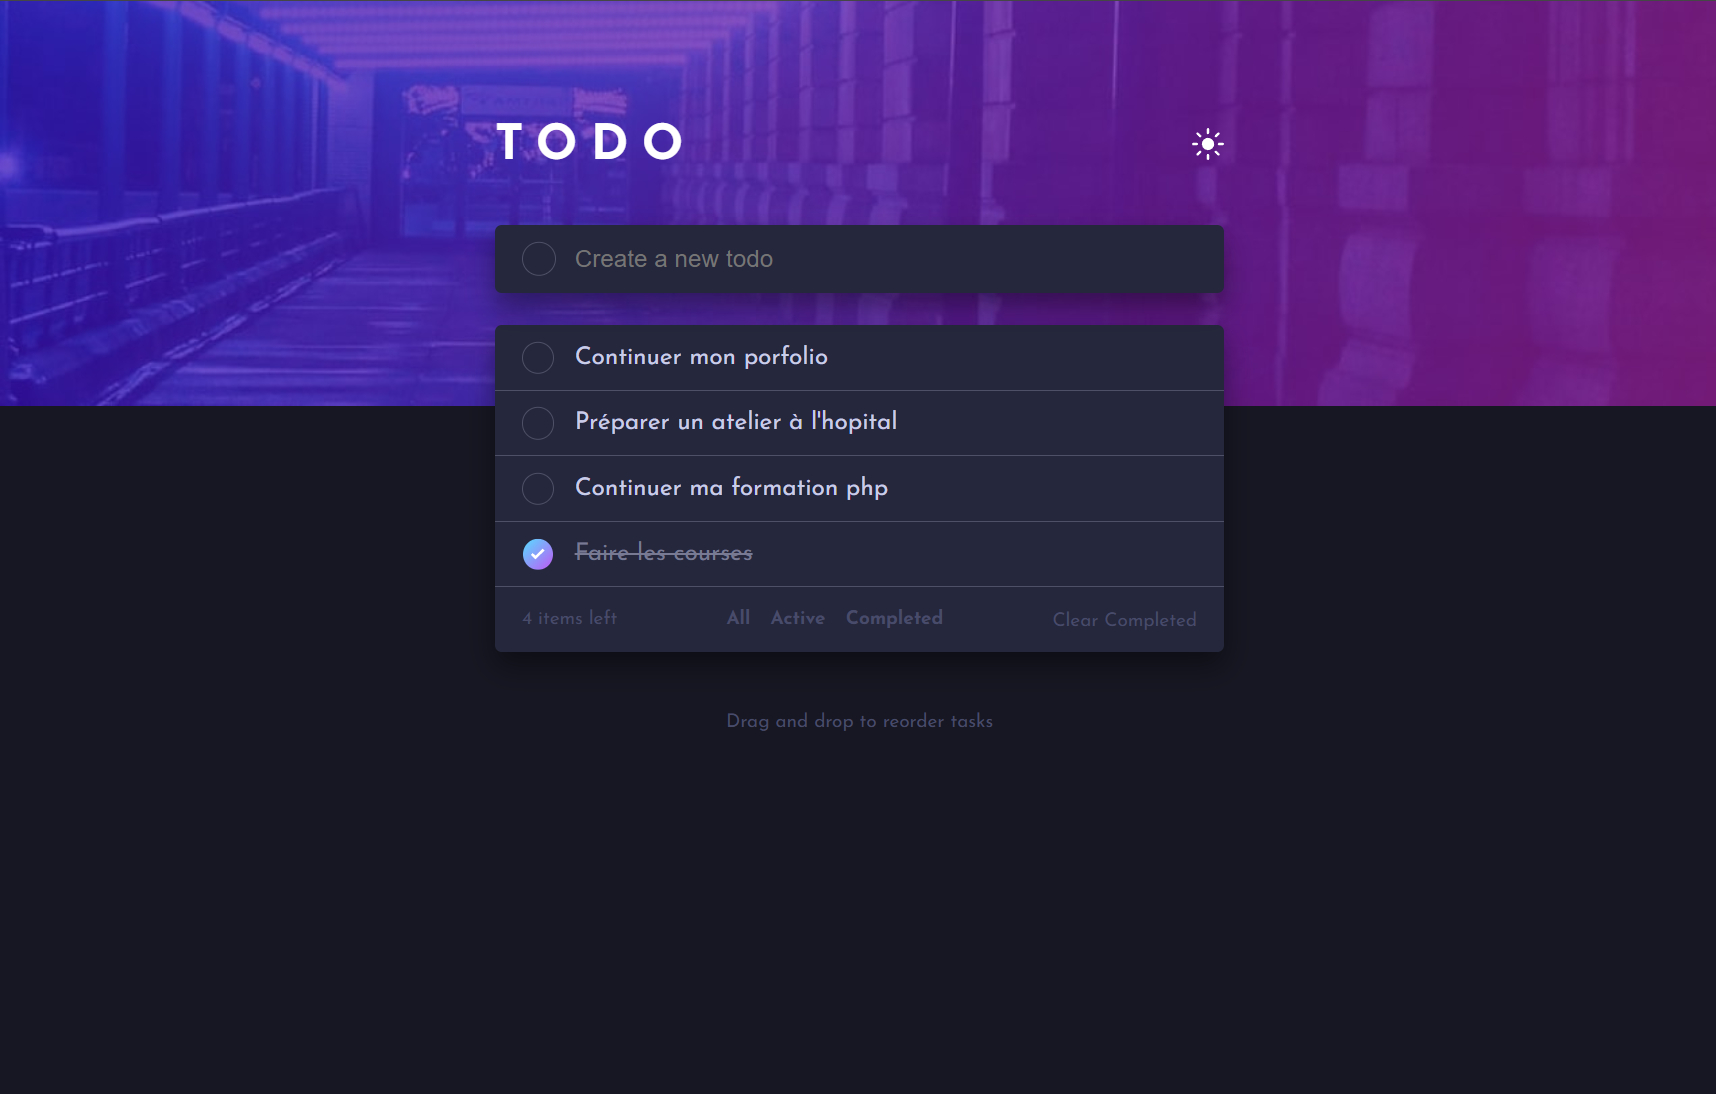 TODO
Create a new todo
Continuer mon porfolio
Préparer un atelier à l'hopital
Continuer ma formation php
Faire les courses
4 items left All Active Completed Clear Completed
Drag and drop to reorder tasks